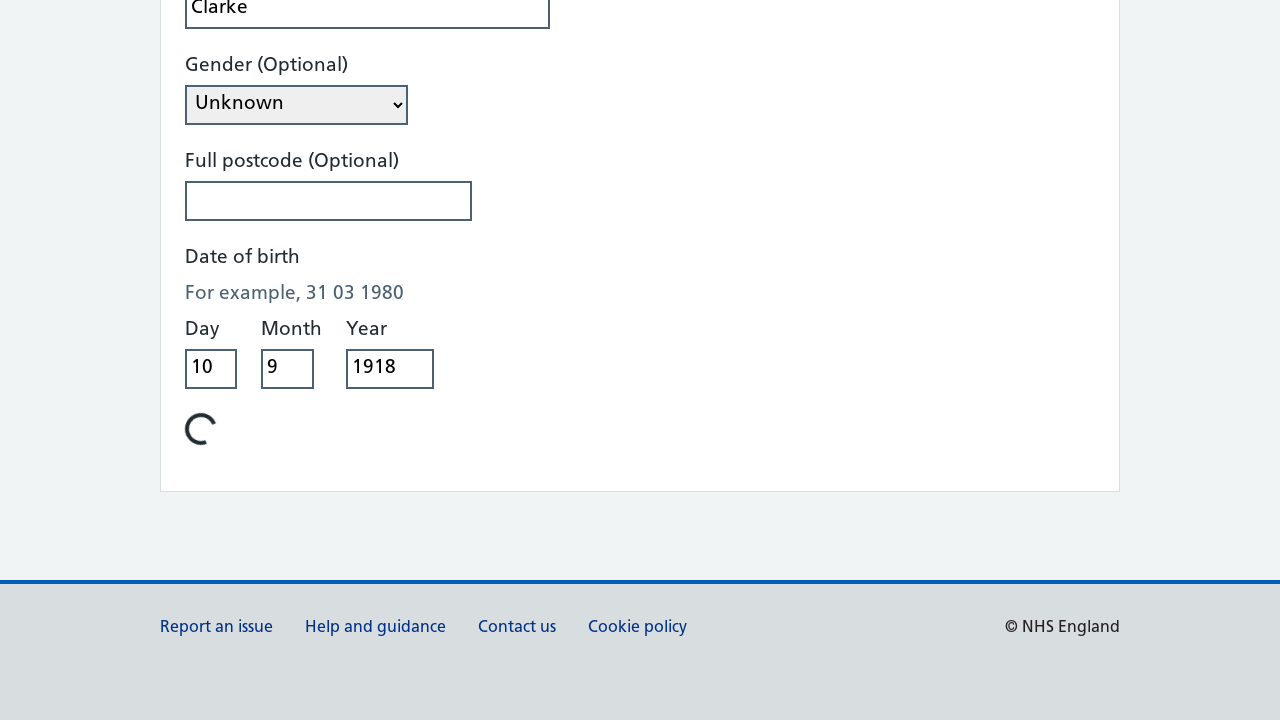 Clarke
Gender (Optional)
Unknown
Full postcode (Optional)
Date of birth
For example, 31 03 1980
Day Month Year
10 9 1918
Report an issue Help and guidance Contact us Cookie policy © NHS England